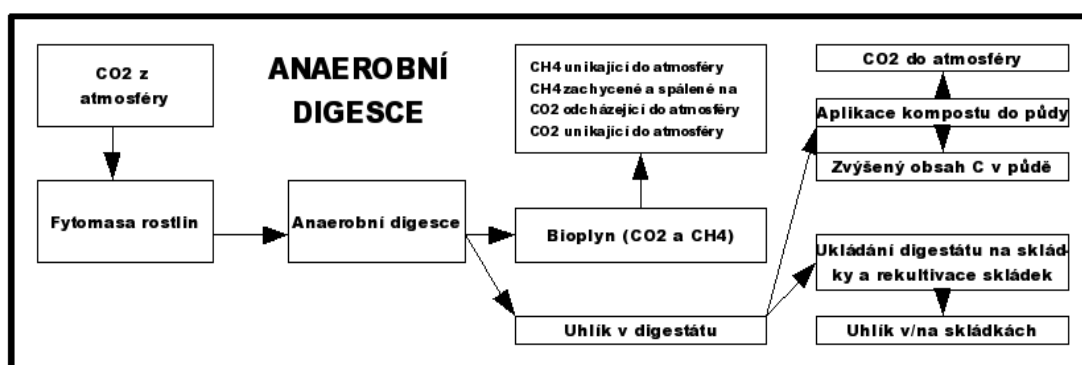 CO2 z
atmosféry
ANAEROBNÍ
DIGESCE
CH4 unikající do atmosféry
CH4 zachycené a spálené na
CO2 odcházející do atmosféry
CO2 unikající do atmosféry
CO2 do atmosféry
Aplikace kompostu do půdy
Zvýšený obsah C v půdě
Fytomasa rostlin
Anaerobní digesce
Bioplyn (CO2 a CH4)
Ukládání digestátu na sklád-
ky a rekultivace skládek
Uhlík v digestátu
Uhlík v/na skládkách